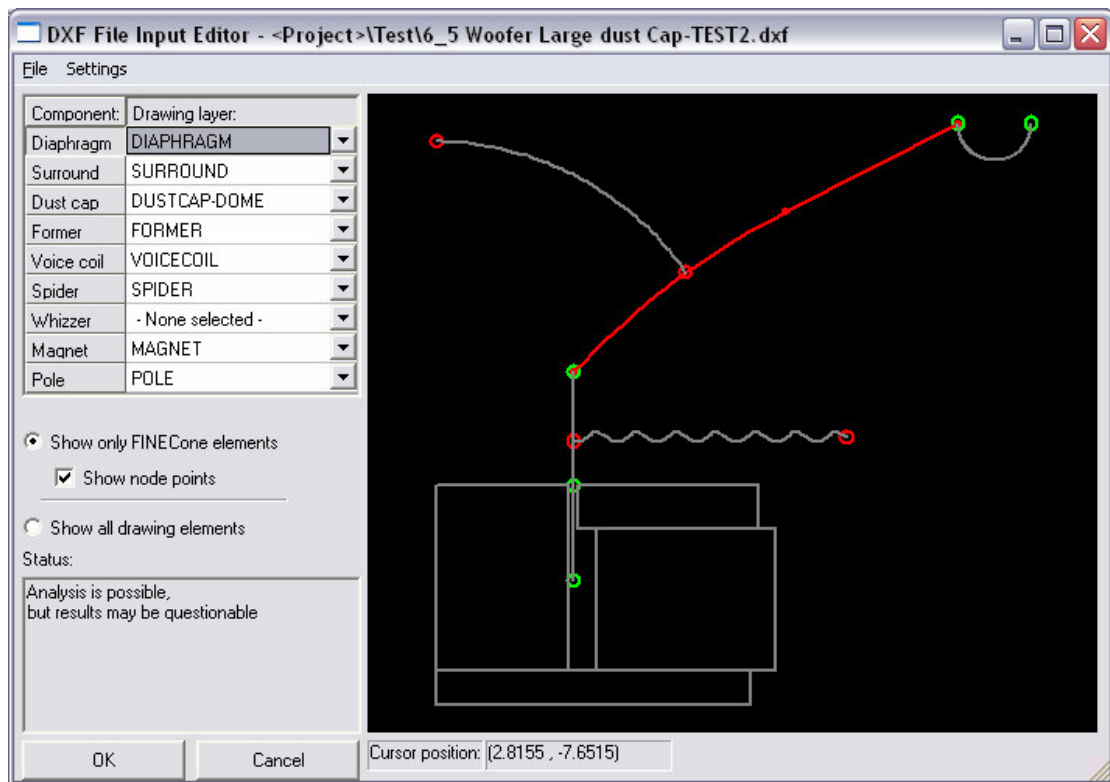 DXF File Input Editor - <Project>\Test\6_5 Woofer Large dust Cap-TEST2.dxf
File Settings
Component: Drawing layer:
Diaphragm DIAPHRAGM
Surround SURROUND
Dust cap DUSTCAP-DOME
Former FORMER
Voice coil VOICECOIL
Spider SPIDER
Whizzer - None selected -
Magnet MAGNET
Pole POLE
Show only FINECone elements
Show node points
Show all drawing elements
Status:
Analysis is possible,
but results may be questionable
OK Cancel Cursor position: (2.8155 , -7.6515)